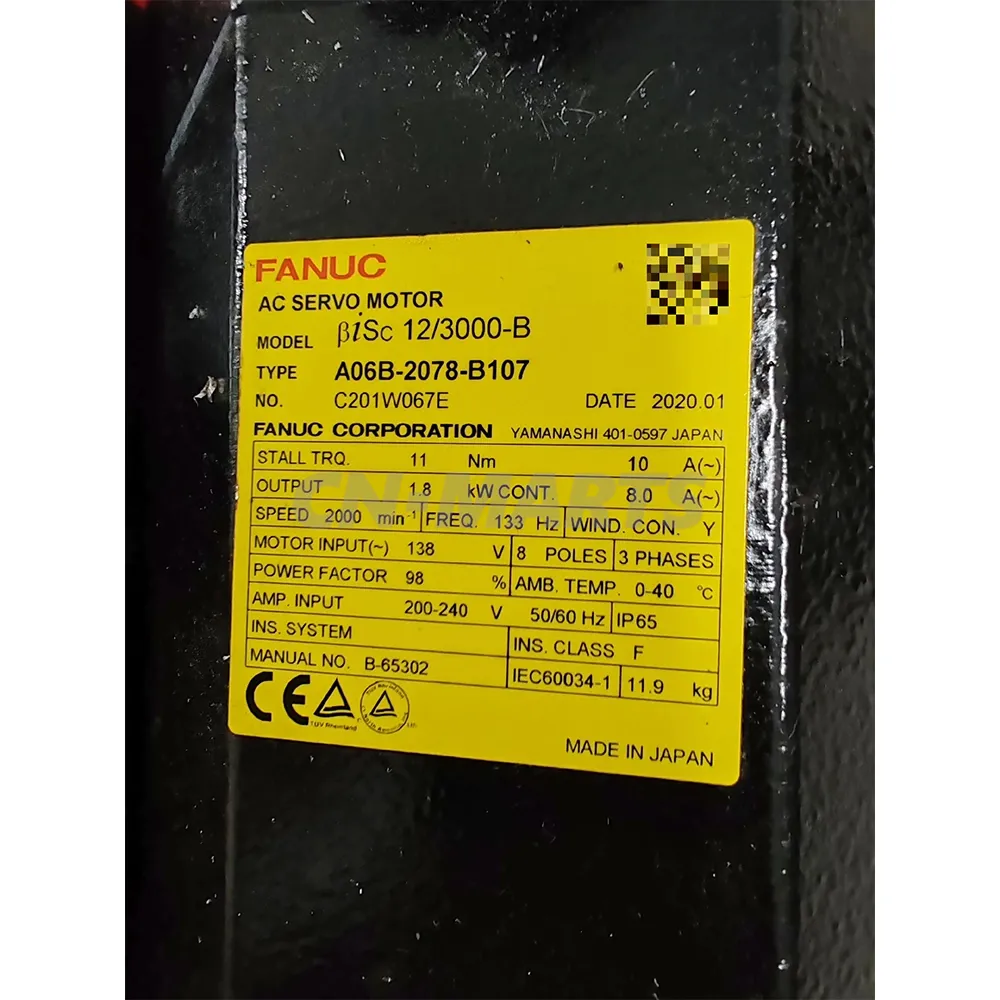 FANUC
AC SERVO MOTOR
MODEL βiSc 12/3000-B
TYPE A06B-2078-B107
NO. C201W067E DATE 2020.01
FANUC CORPORATION YAMANASHI 401-0597 JAPAN
STALL TRQ. 11 Nm 10 A(~)
OUTPUT 1.8 kW CONT. 8.0 A(~)
SPEED 2000 min⁻¹ FREQ. 133 Hz WIND. CON. Y
MOTOR INPUT(~) 138 V 8 POLES 3 PHASES
POWER FACTOR 98 % AMB. TEMP. 0-40 ℃
AMP. INPUT 200-240 V 50/60 Hz IP65
INS. SYSTEM INS. CLASS F
MANUAL NO. B-65302 IEC60034-1 11.9 kg
CE TÜV Rheinland
MADE IN JAPAN